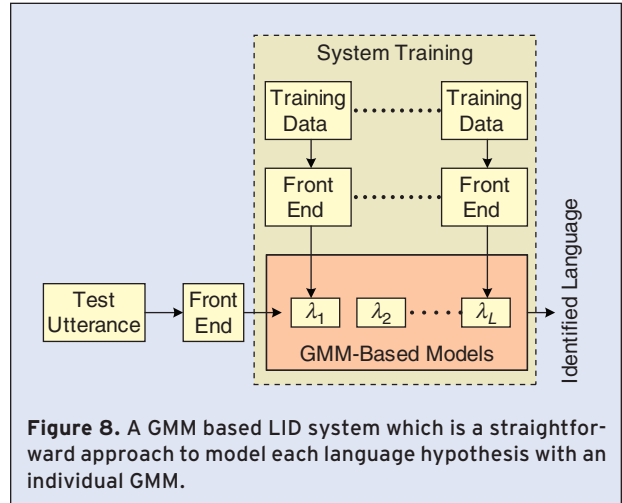 System Training
Training
Data
Training
Data
Front
End
Front
End
Test
Utterance
Front
End
λ1
λ2
λL
GMM-Based Models
Identified Language
Figure 8. A GMM based LID system which is a straightfor-
ward approach to model each language hypothesis with an
individual GMM.